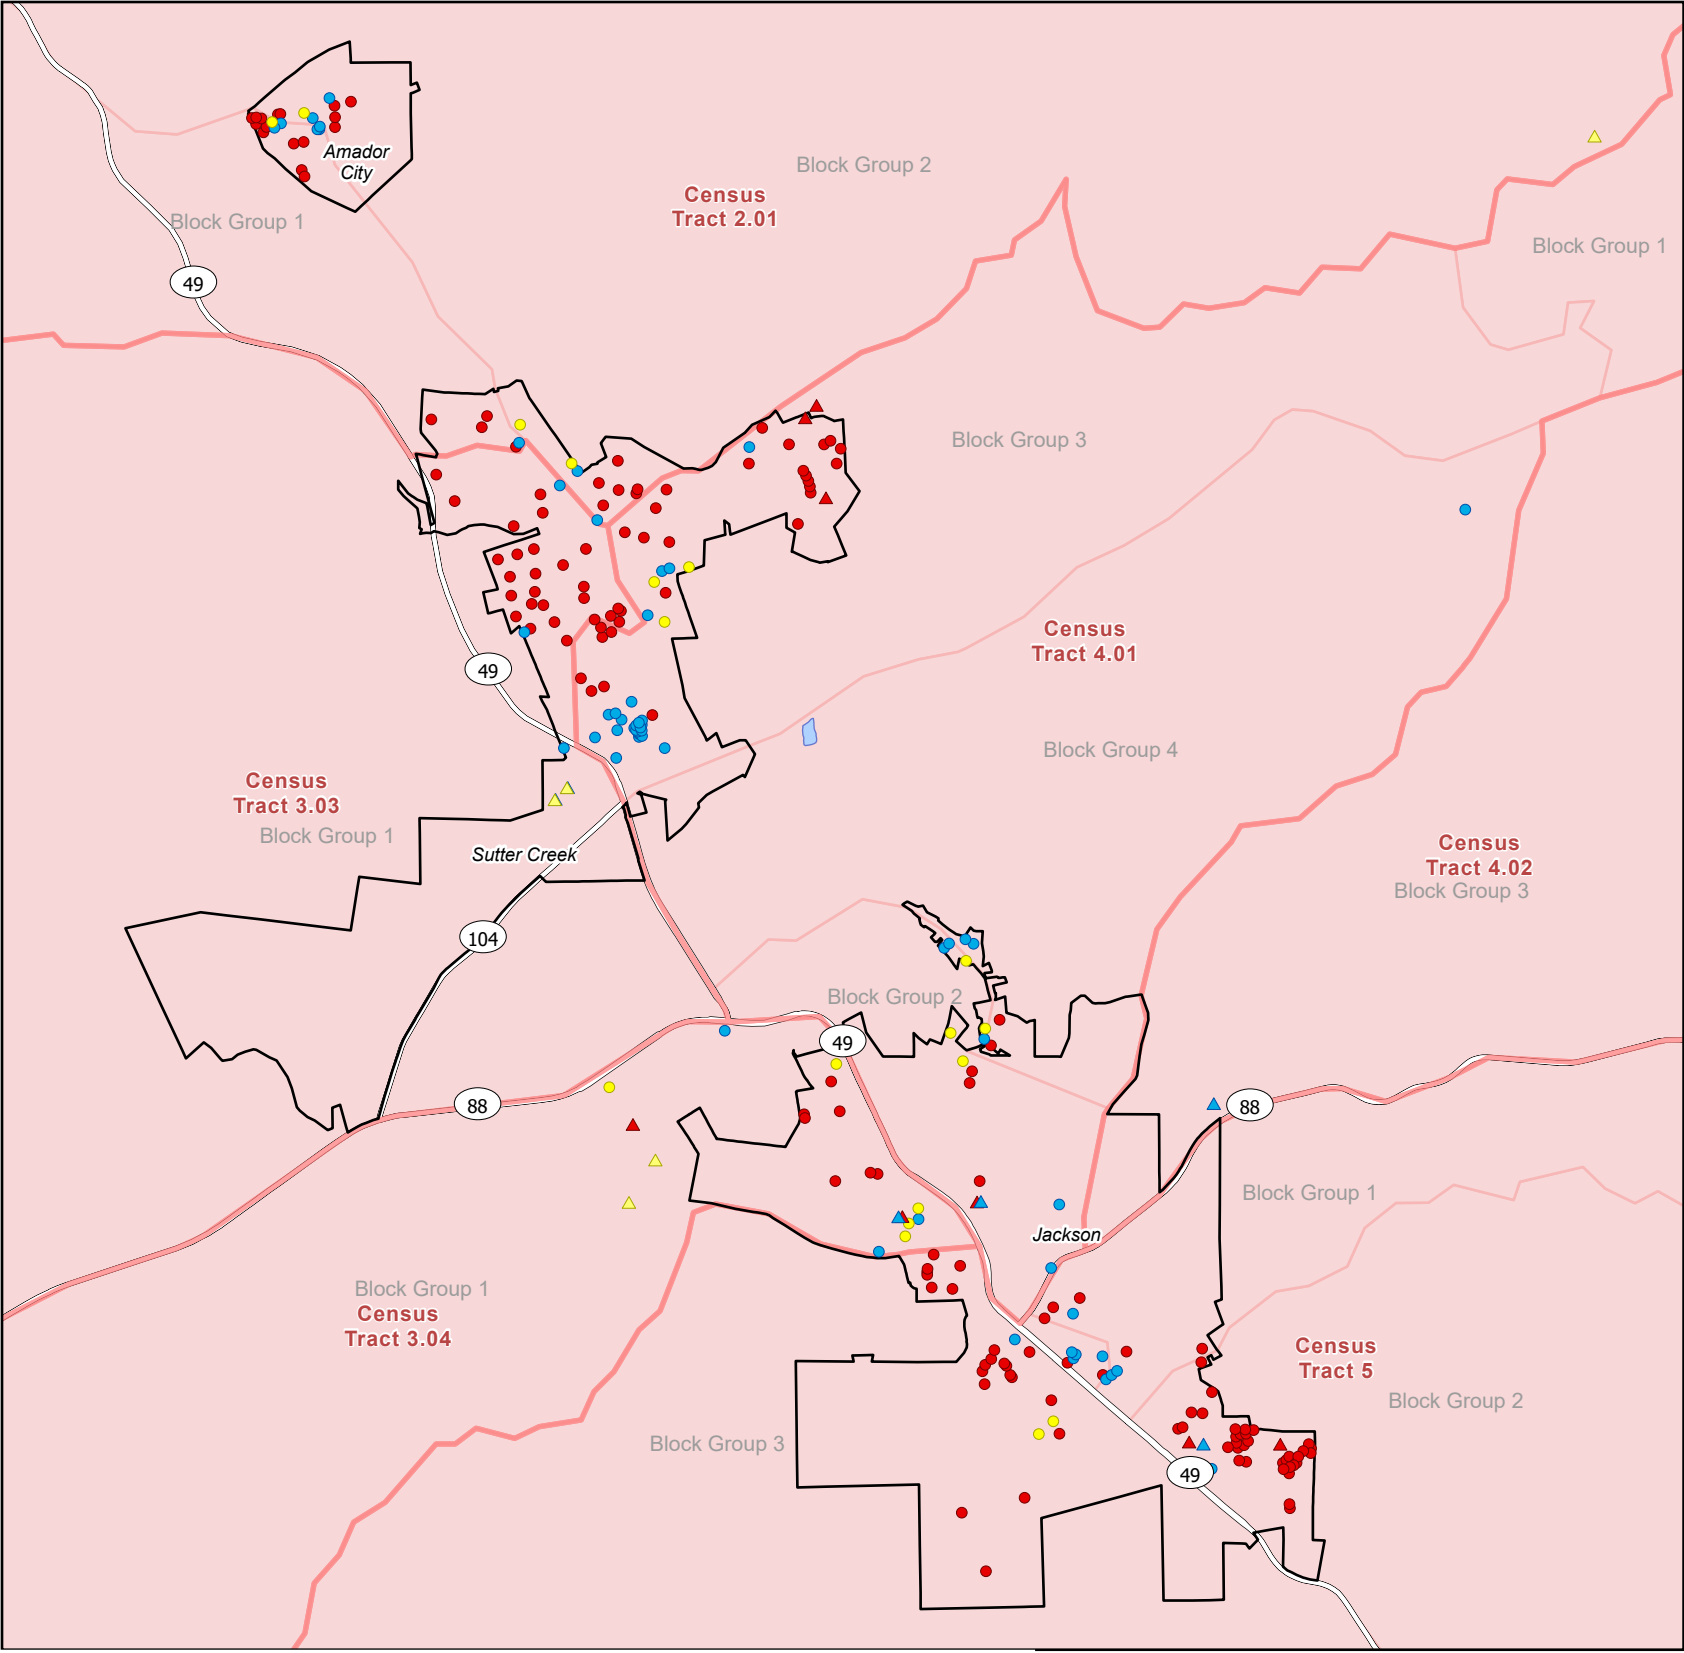 Amador
City
Block Group 2
Census
Tract 2.01
Block Group 1
Block Group 1
49
Block Group 3
Census
Tract 4.01
49
Block Group 4
Census
Tract 3.03
Block Group 1
Census
Tract 4.02
Block Group 3
Sutter Creek
104
Block Group 2
49
88
88
Block Group 1
Jackson
Block Group 1
Census
Tract 3.04
Census
Tract 5
Block Group 2
Block Group 3
49